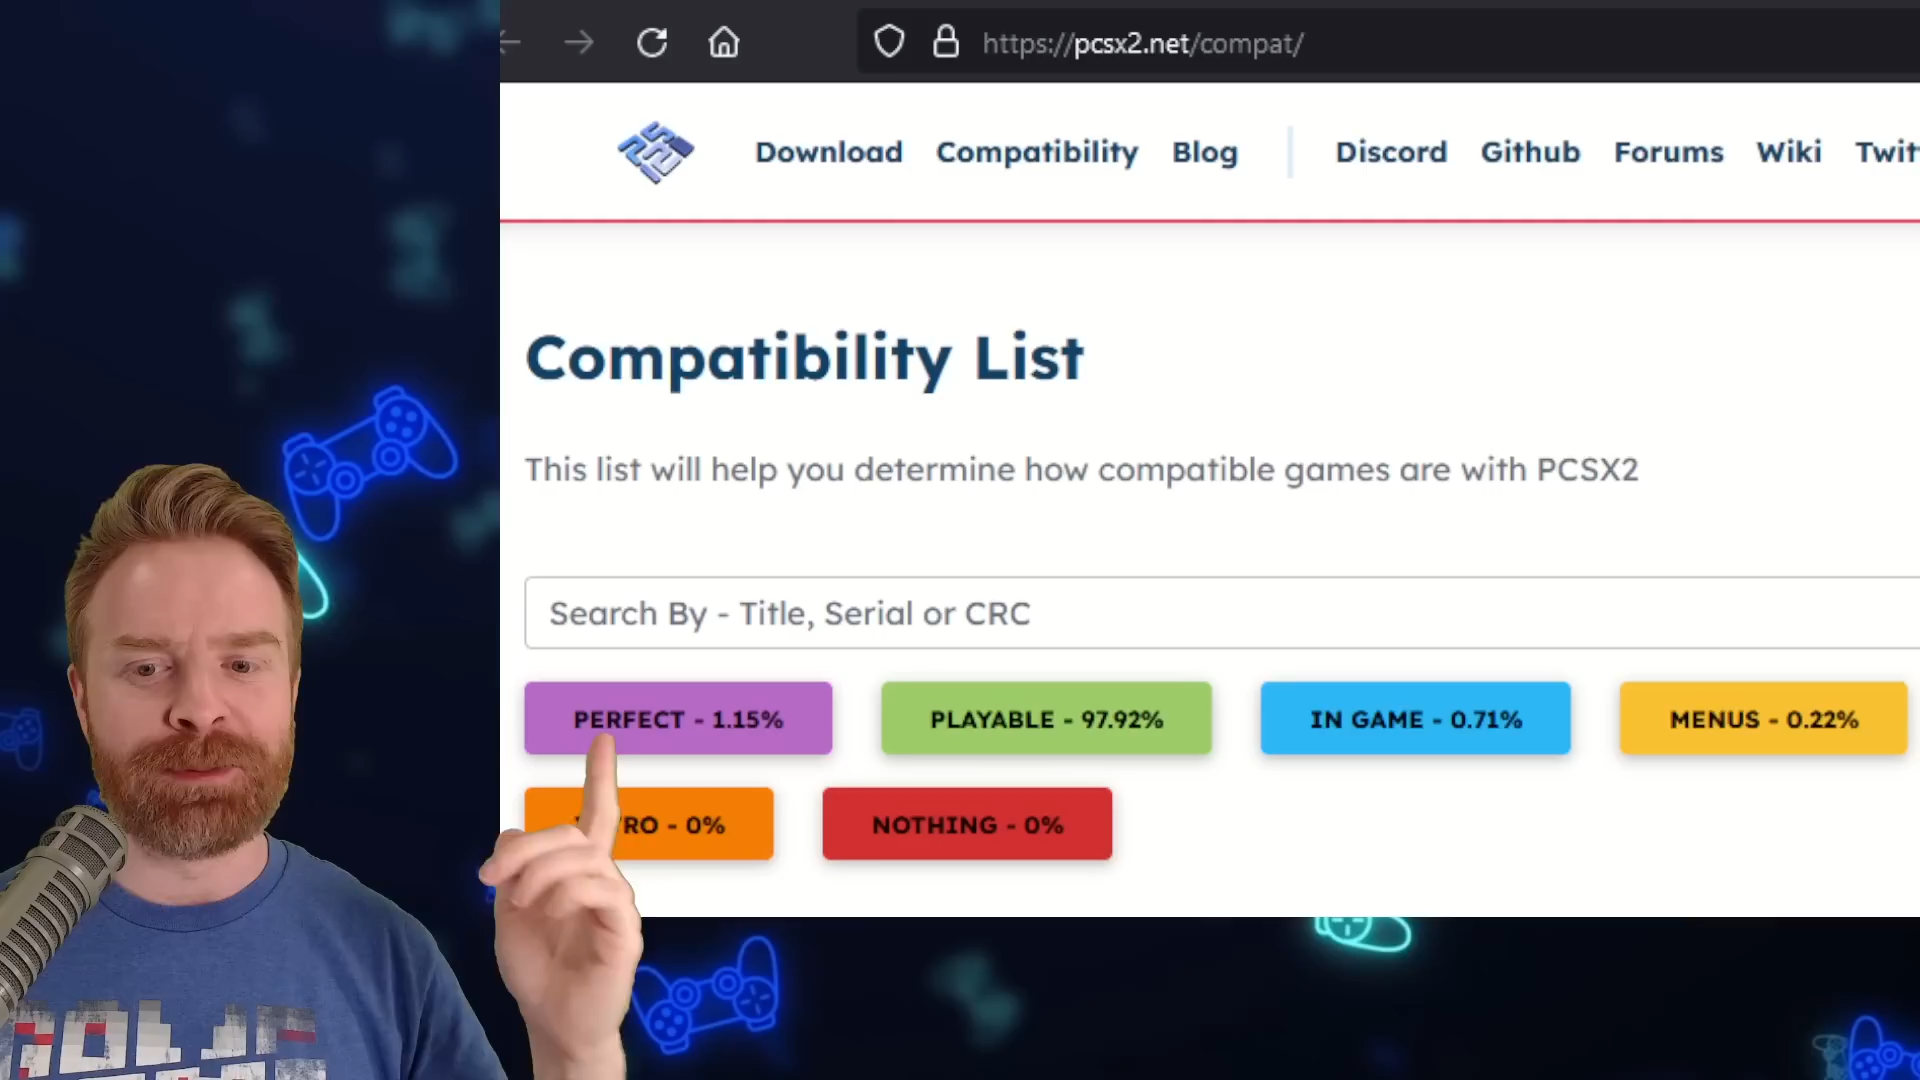 https://pcsx2.net/compat/
Download Compatibility Blog Discord Github Forums Wiki
Compatibility List
This list will help you determine how compatible games are with PCSX2
Search By - Title, Serial or CRC
PERFECT - 1.15% PLAYABLE - 97.92% IN GAME - 0.71% MENUS - 0.22%
RO - 0% NOTHING - 0%